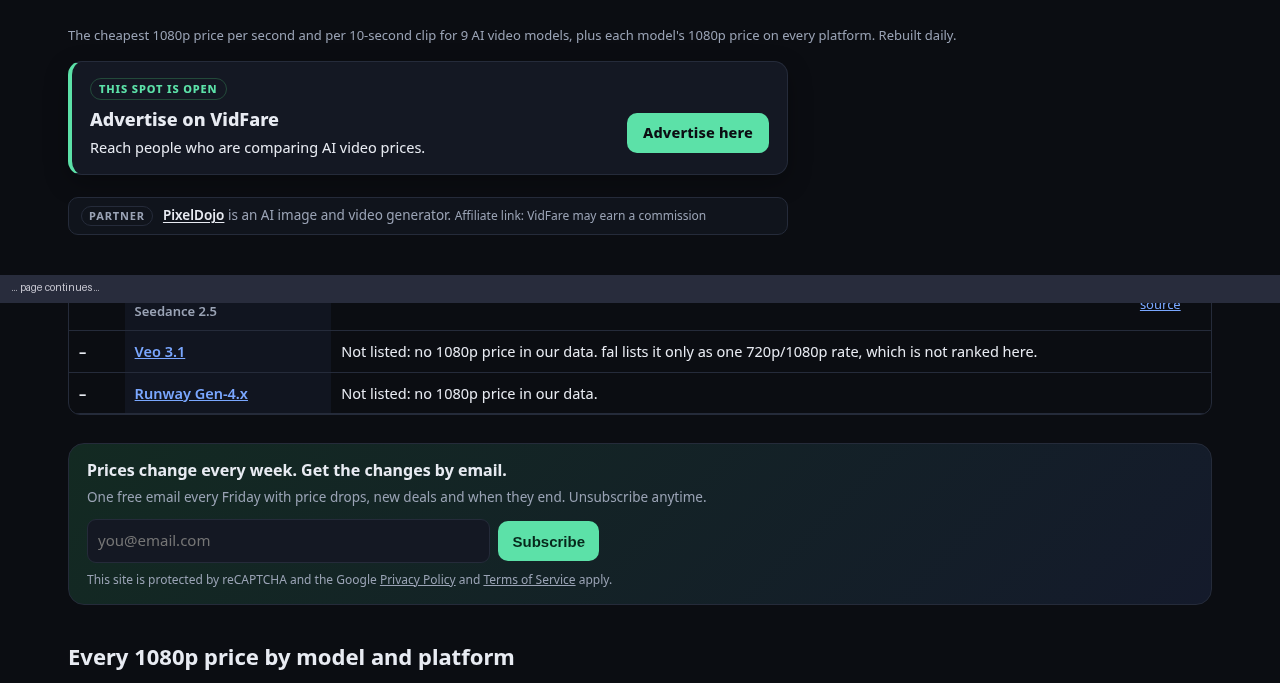 The cheapest 1080p price per second and per 10-second clip for 9 AI video models, plus each model's 1080p price on every platform. Rebuilt daily.
THIS SPOT IS OPEN
Advertise on VidFare
Reach people who are comparing AI video prices.
Advertise here
PARTNER PixelDojo is an AI image and video generator. Affiliate link: VidFare may earn a commission
... page continues...
source
Seedance 2.5
– Veo 3.1 Not listed: no 1080p price in our data. fal lists it only as one 720p/1080p rate, which is not ranked here.
– Runway Gen-4.x Not listed: no 1080p price in our data.
Prices change every week. Get the changes by email.
One free email every Friday with price drops, new deals and when they end. Unsubscribe anytime.
you@email.com Subscribe
This site is protected by reCAPTCHA and the Google Privacy Policy and Terms of Service apply.
Every 1080p price by model and platform